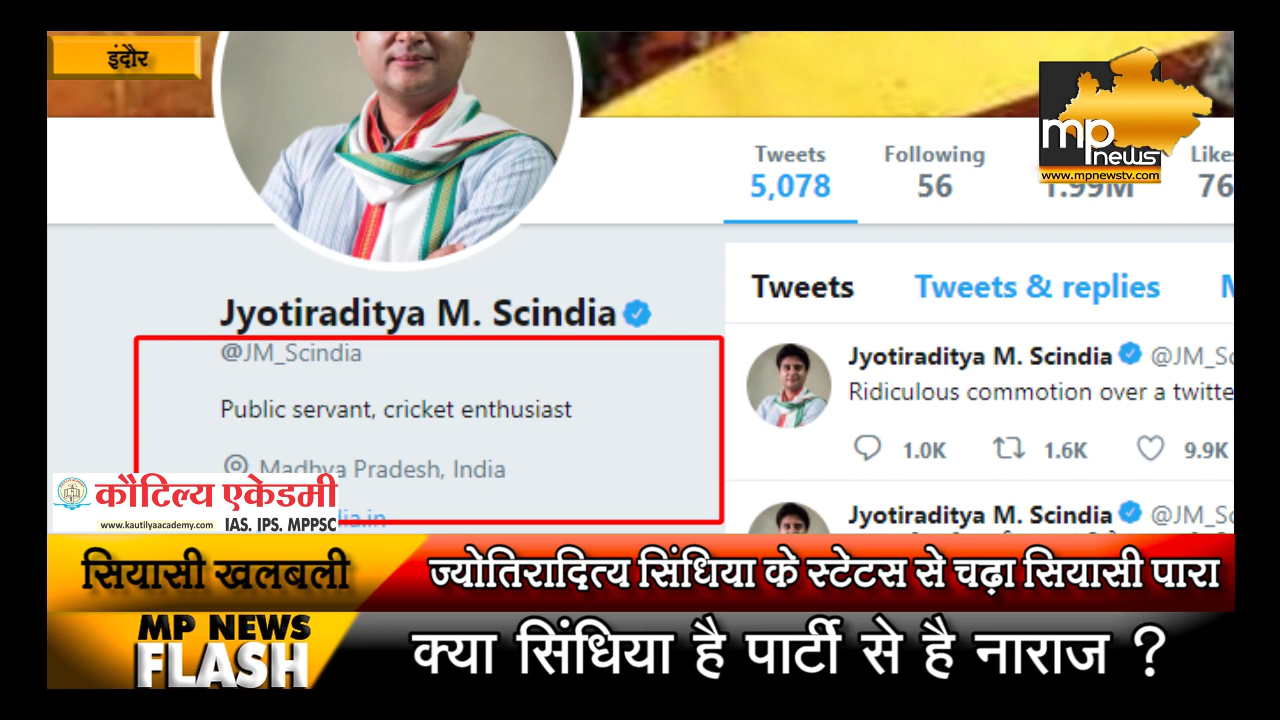 इंदौर
mp
news
www.mpnewstv.com
Tweets
5,078
Following
56
1.99M
76
Jyotiraditya M. Scindia
@JM_Scindia
Public servant, cricket enthusiast
Madhya Pradesh, India
Tweets Tweets & replies
Jyotiraditya M. Scindia
Ridiculous commotion over a
1.0K 1.6K 9.9K
Jyotiraditya M. Scindia
कौटिल्य एकेडमी
www.kautilyaacademy.com IAS. IPS. MPPSC
सियासी खलबली
ज्योतिरादित्य सिंधिया के स्टेटस से चढ़ा सियासी पारा
MP NEWS
FLASH
क्या सिंधिया है पार्टी से है नाराज ?